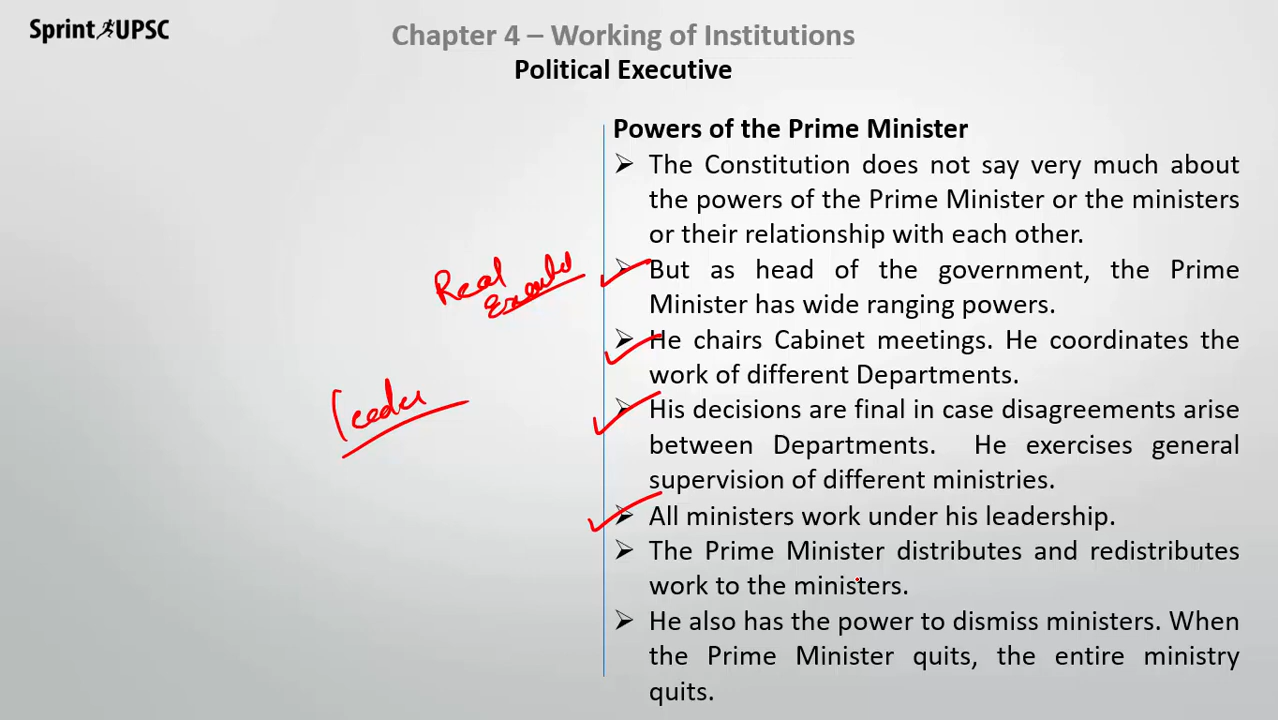 Sprint UPSC
Chapter 4 – Working of Institutions
Political Executive
Powers of the Prime Minister
➢ The Constitution does not say very much about
the powers of the Prime Minister or the ministers
or their relationship with each other.
➢ But as head of the government, the Prime
Minister has wide ranging powers.
➢ He chairs Cabinet meetings. He coordinates the
work of different Departments.
➢ His decisions are final in case disagreements arise
between Departments. He exercises general
supervision of different ministries.
➢ All ministers work under his leadership.
➢ The Prime Minister distributes and redistributes
work to the ministers.
➢ He also has the power to dismiss ministers. When
the Prime Minister quits, the entire ministry
quits.
Real
Leader